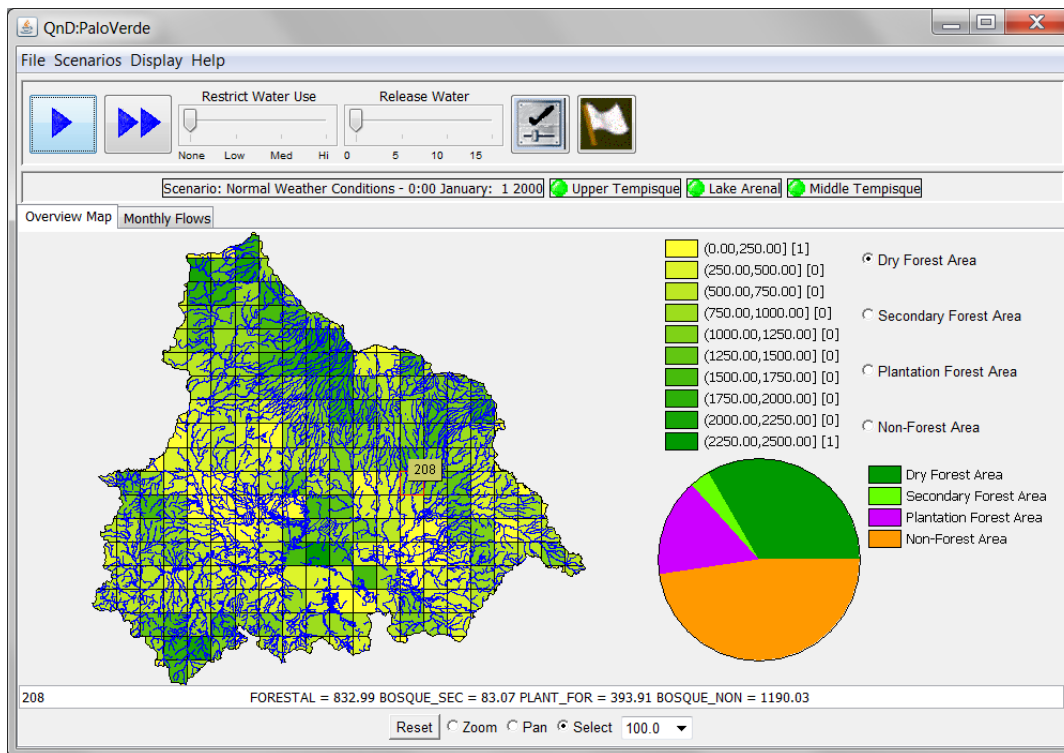 QnD:PaloVerde
File Scenarios Display Help
Restrict Water Use
None Low Med Hi
Release Water
0 5 10 15
Scenario: Normal Weather Conditions - 0:00 January: 1 2000 Upper Tempisque Lake Arenal Middle Tempisque
Overview Map Monthly Flows
208
(0.00,250.00] [1]
(250.00,500.00] [0]
(500.00,750.00] [0]
(750.00,1000.00] [0]
(1000.00,1250.00] [0]
(1250.00,1500.00] [0]
(1500.00,1750.00] [0]
(1750.00,2000.00] [0]
(2000.00,2250.00] [0]
(2250.00,2500.00] [1]
Dry Forest Area
Secondary Forest Area
Plantation Forest Area
Non-Forest Area
Dry Forest Area
Secondary Forest Area
Plantation Forest Area
Non-Forest Area
208 FORESTAL = 832.99 BOSQUE_SEC = 83.07 PLANT_FOR = 393.91 BOSQUE_NON = 1190.03
Reset Zoom Pan Select 100.0